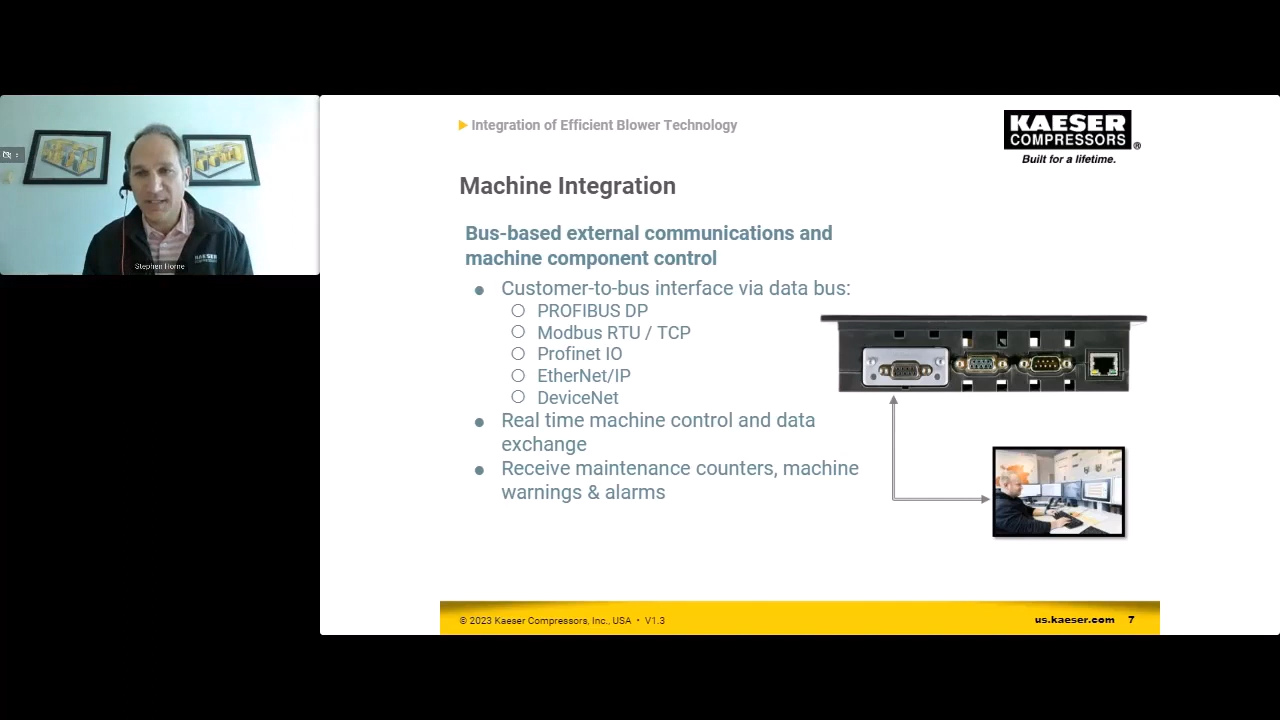 Integration of Efficient Blower Technology
KAESER
COMPRESSORS
®
Built for a lifetime.
Machine Integration
Bus-based external communications and
machine component control
Customer-to-bus interface via data bus:
PROFIBUS DP
Modbus RTU / TCP
Profinet IO
EtherNet/IP
DeviceNet
Real time machine control and data
exchange
Receive maintenance counters, machine
warnings & alarms
KAESER
COMPRESSORS
Stephen Horne
© 2023 Kaeser Compressors, Inc., USA • V1.3
us.kaeser.com 7